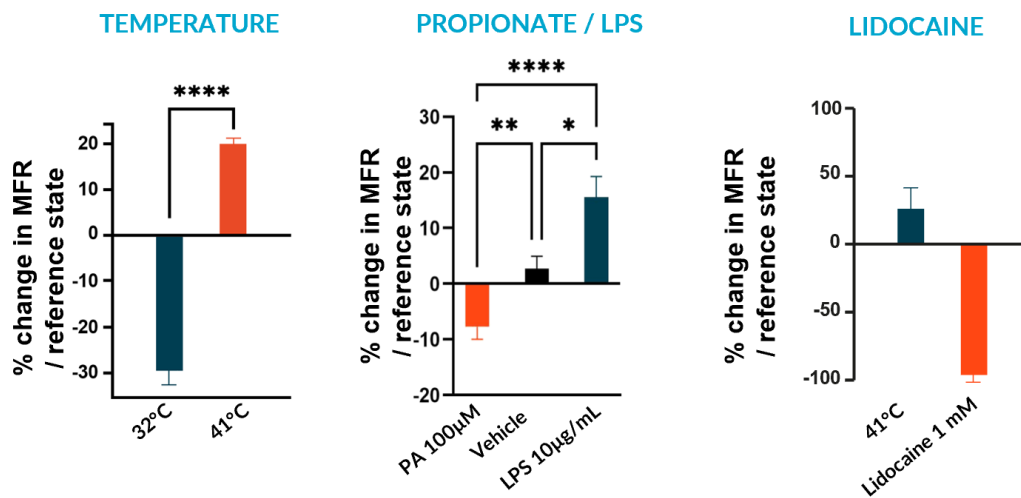 TEMPERATURE
% change in MFR
/ reference state
****
20
10
0
-10
-20
-30
32°C
41°C
PROPIONATE / LPS
% change in MFR
/ reference state
****
**
*
30
20
10
0
-10
-20
PA 100µM
Vehicle
LPS 10µg/mL
LIDOCAINE
% change in MFR
/ reference state
100
50
0
-50
-100
41°C
Lidocaine 1 mM